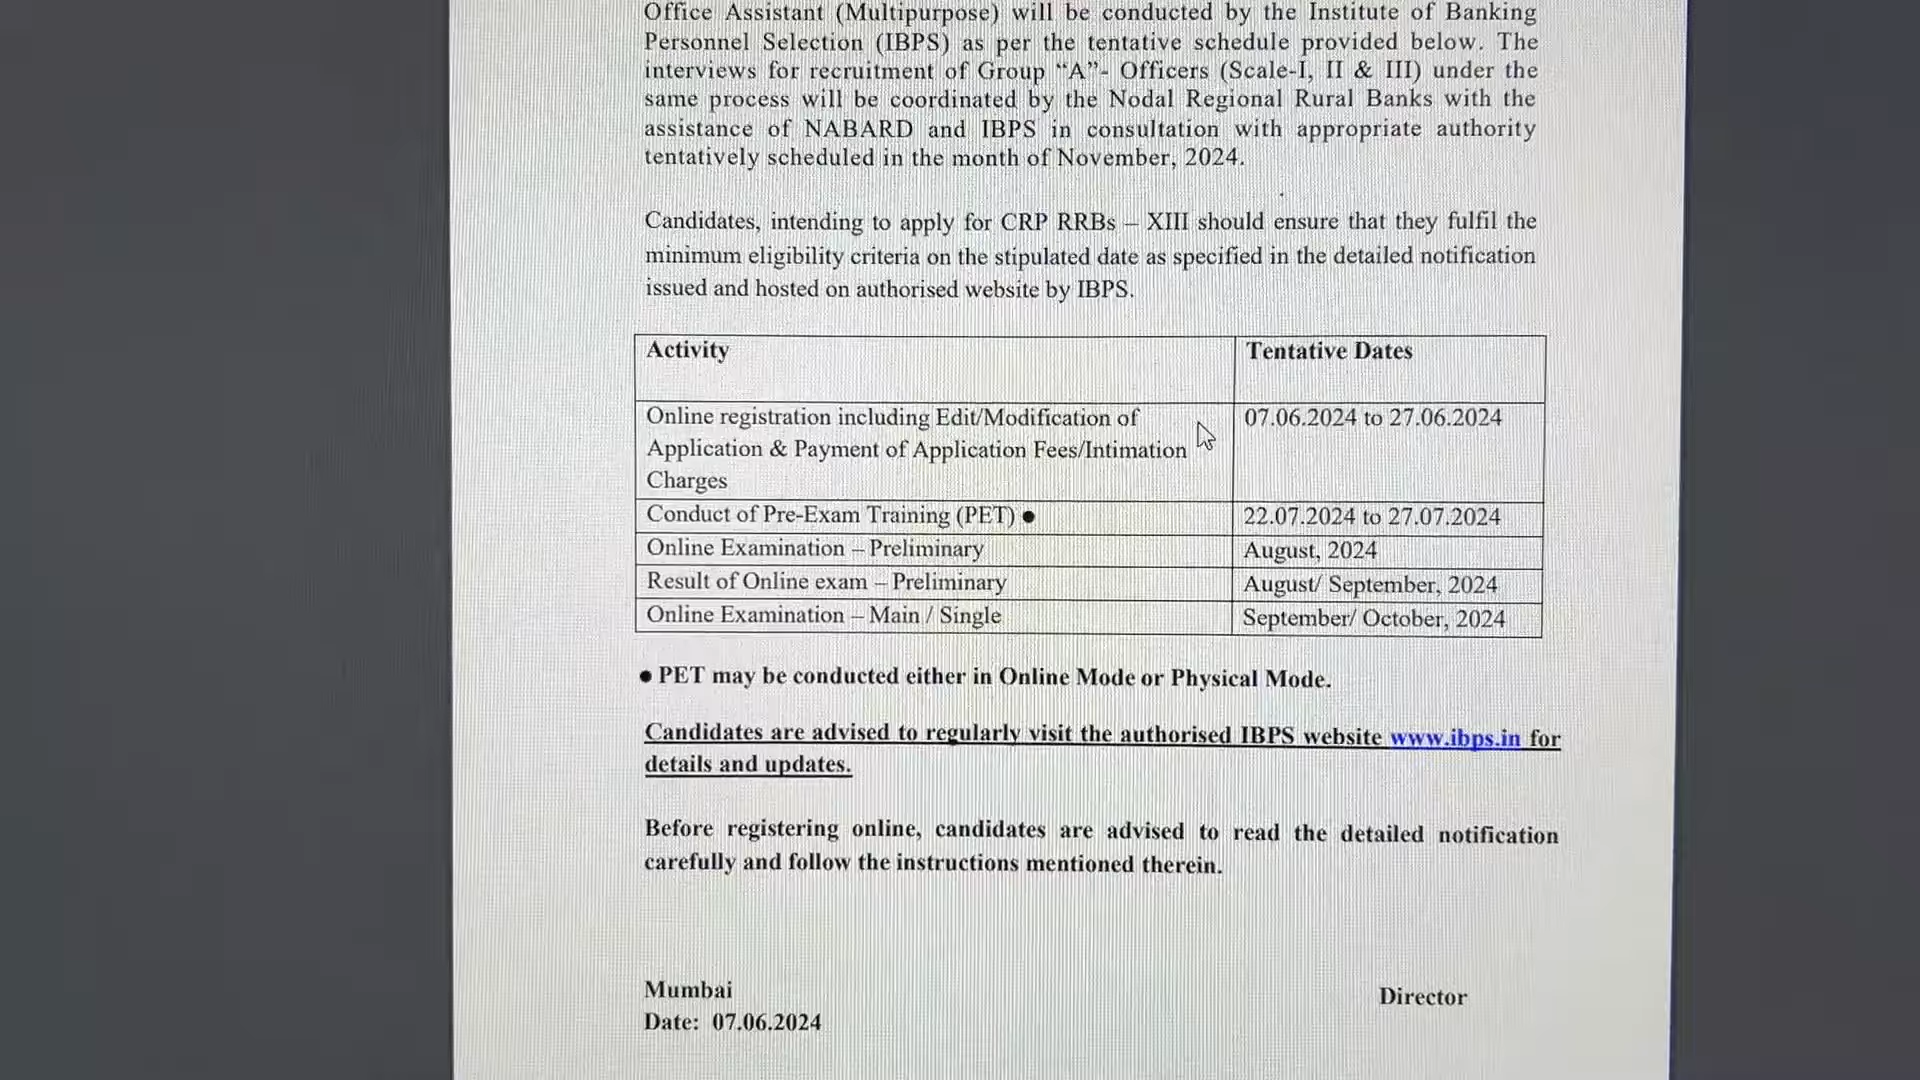 Office Assistant (Multipurpose) will be conducted by the Institute of Banking
Personnel Selection (IBPS) as per the tentative schedule provided below. The
interviews for recruitment of Group “A”- Officers (Scale-I, II & III) under the
same process will be coordinated by the Nodal Regional Rural Banks with the
assistance of NABARD and IBPS in consultation with appropriate authority
tentatively scheduled in the month of November, 2024.
Candidates, intending to apply for CRP RRBs – XIII should ensure that they fulfil the
minimum eligibility criteria on the stipulated date as specified in the detailed notification
issued and hosted on authorised website by IBPS.
Activity Tentative Dates
Online registration including Edit/Modification of 07.06.2024 to 27.06.2024
Application & Payment of Application Fees/Intimation
Charges
Conduct of Pre-Exam Training (PET) ● 22.07.2024 to 27.07.2024
Online Examination – Preliminary August, 2024
Result of Online exam – Preliminary August/ September, 2024
Online Examination – Main / Single September/ October, 2024
● PET may be conducted either in Online Mode or Physical Mode.
Candidates are advised to regularly visit the authorised IBPS website www.ibps.in for
details and updates.
Before registering online, candidates are advised to read the detailed notification
carefully and follow the instructions mentioned therein.
Mumbai
Director
Date: 07.06.2024